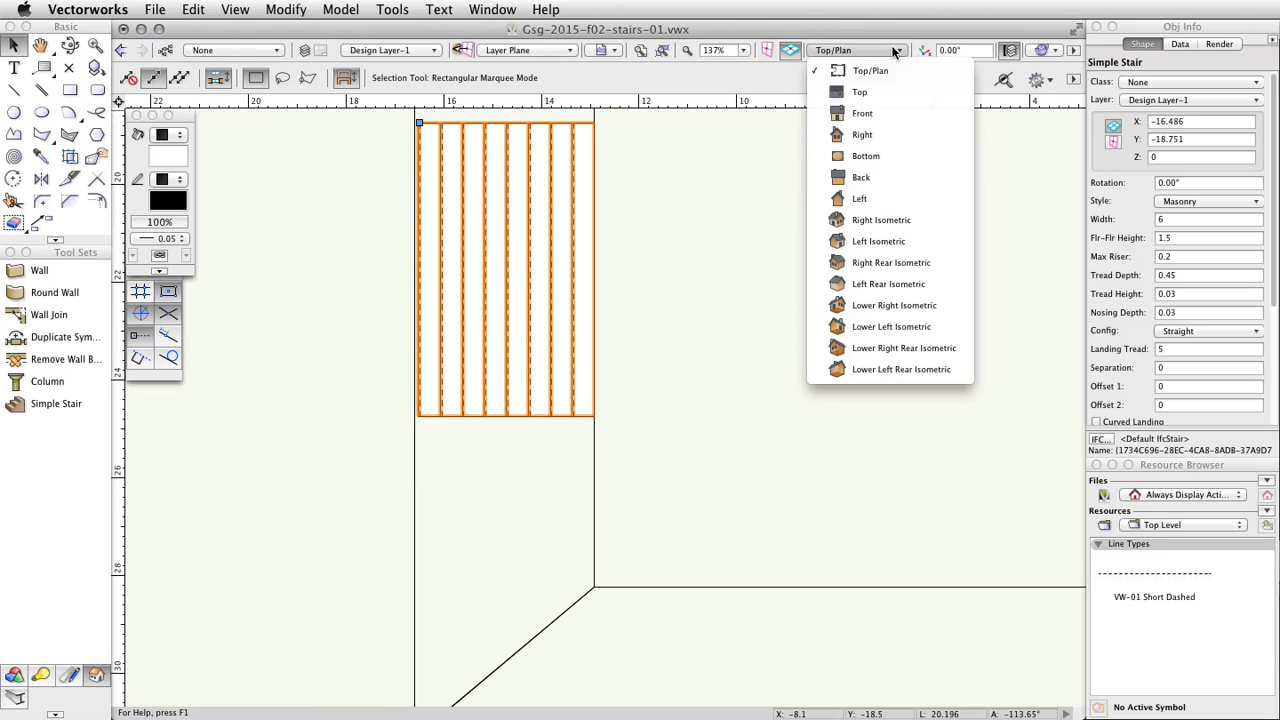 Vectorworks File Edit View Modify Model Tools Text Window Help
Basic
Gsg-2015-f02-stairs-01.vwx
Obj Info
None Design Layer-1 Layer Plane 137% Top/Plan 0.00°
Shape Data Render
Selection Tool: Rectangular Marquee Mode
Simple Stair
Class: None
Layer: Design Layer-1
X: -16.486
Y: -18.751
Z: 0
Rotation: 0.00°
Style: Masonry
Width: 6
Flr-Flr Height: 1.5
Max Riser: 0.2
Tread Depth: 0.45
Tread Height: 0.03
Nosing Depth: 0.03
Config: Straight
Landing Tread: 5
Separation: 0
Offset 1: 0
Offset 2: 0
Curved Landing
IFC... <Default IfcStair>
Name: {1734C696-28EC-4CA8-8ADB-37A9D7
Resource Browser
Files
Always Display Acti...
Resources
Top Level
Line Types
VW-01 Short Dashed
No Active Symbol
Top/Plan
Top
Front
Right
Bottom
Back
Left
Right Isometric
Left Isometric
Right Rear Isometric
Left Rear Isometric
Lower Right Isometric
Lower Left Isometric
Lower Right Rear Isometric
Lower Left Rear Isometric
22 20 18 16 14 12 10 4
20
22
24
26
28
30
100%
0.05
Tool Sets
Wall
Round Wall
Wall Join
Duplicate Sym...
Remove Wall B...
Column
Simple Stair
For Help, press F1
X: -8.1 Y: -18.5 L: 20.196 A: -113.65°